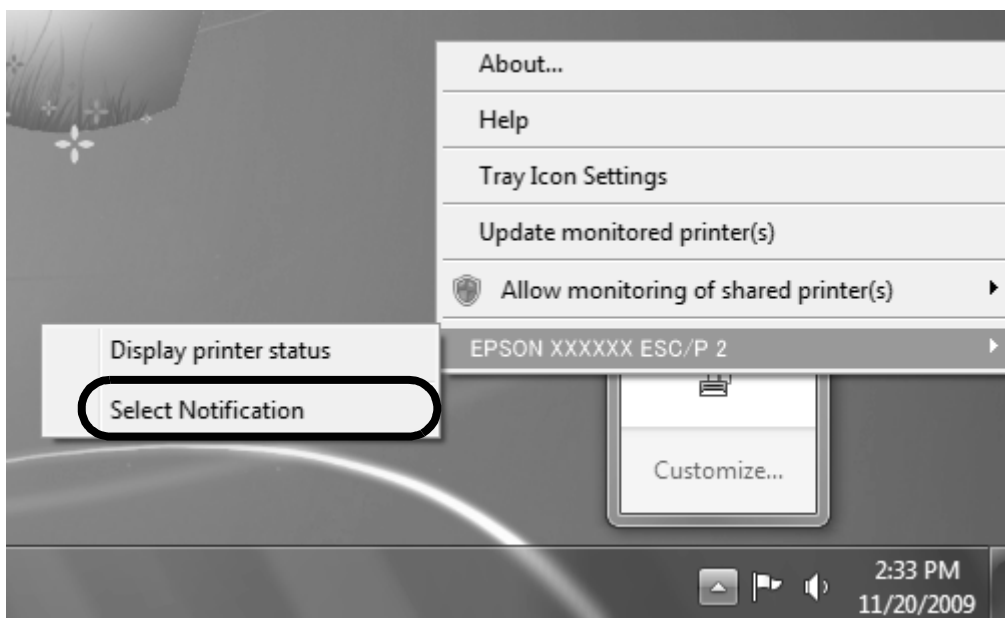 About...
Help
Tray Icon Settings
Update monitored printer(s)
Allow monitoring of shared printer(s)
EPSON XXXXXX ESC/P 2
Display printer status
Select Notification
Customize...
2:33 PM
11/20/2009